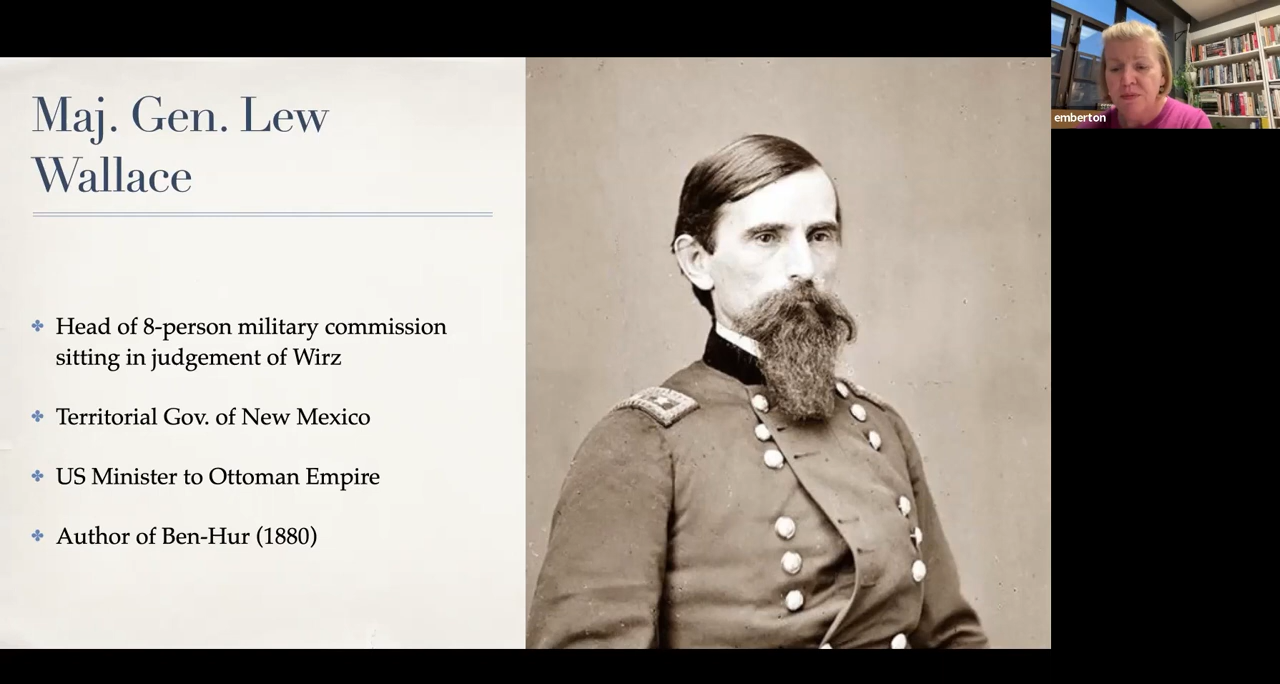 Maj. Gen. Lew
Wallace
Head of 8-person military commission
sitting in judgement of Wirz
Territorial Gov. of New Mexico
US Minister to Ottoman Empire
Author of Ben-Hur (1880)
emberton